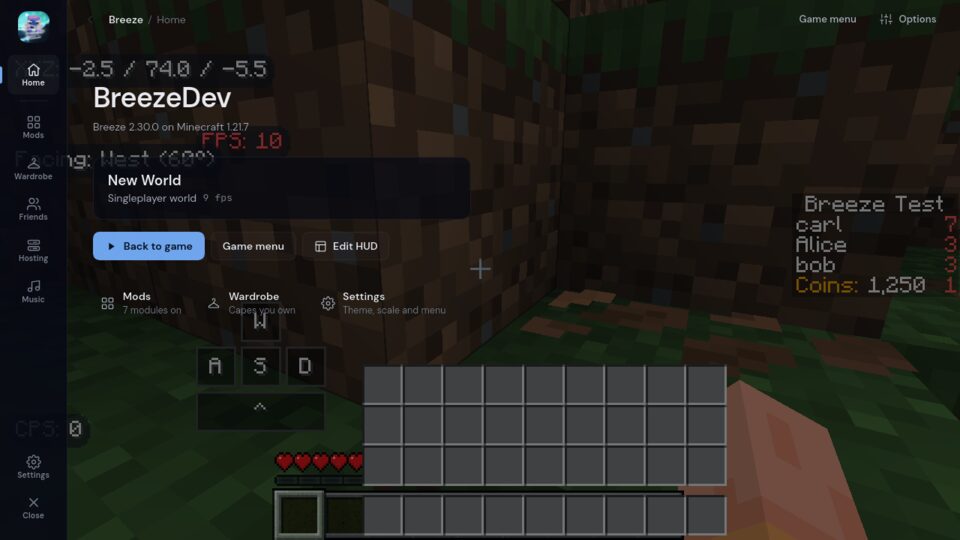 Breeze / Home
Game menu
Options
XYZ: -2.5 / 74.0 / -5.5
Home
BreezeDev
Breeze 2.30.0 on Minecraft 1.21.7
FPS: 10
Mods
Facing: West (60°)
Wardrobe
New World
Singleplayer world 9 fps
Friends
Breeze Test
carl 7
Alice 3
bob 3
Coins: 1,250 1
Back to game
Game menu
Edit HUD
Hosting
Music
Mods
7 modules on
Wardrobe
Capes you own
Settings
Theme, scale and menu
W
A
S
D
^
CPS: 0
Settings
Close